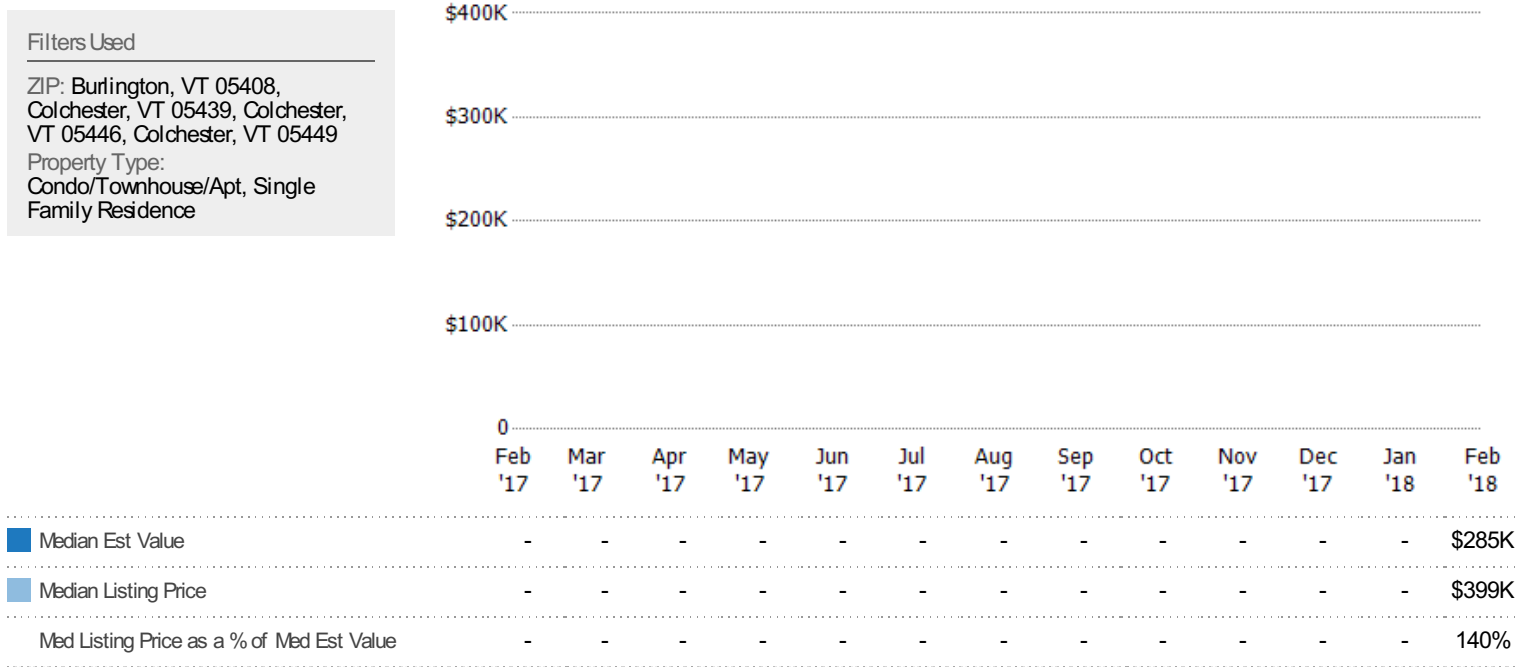 Filters Used
ZIP: Burlington, VT 05408,
Colchester, VT 05439, Colchester,
VT 05446, Colchester, VT 05449
Property Type:
Condo/Townhouse/Apt, Single
Family Residence
$400K
$300K
$200K
$100K
0
Feb Mar Apr May Jun Jul Aug Sep Oct Nov Dec Jan Feb
'17 '17 '17 '17 '17 '17 '17 '17 '17 '17 '17 '18 '18
Median Est Value - - - - - - - - - - - - $285K
Median Listing Price - - - - - - - - - - - - $399K
Med Listing Price as a % of Med Est Value - - - - - - - - - - - - 140%